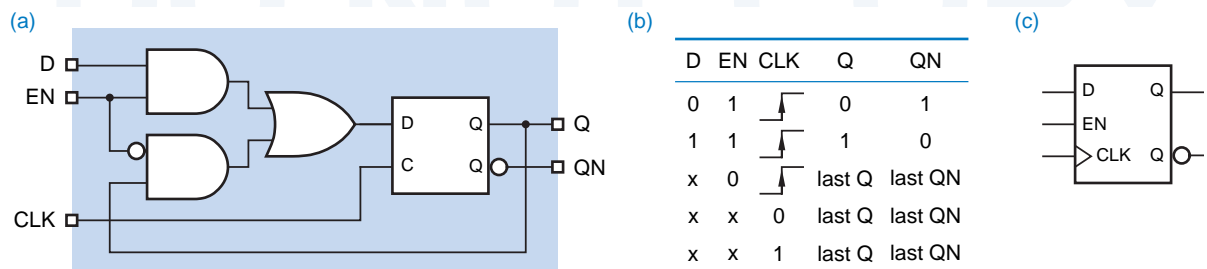 (a)
D
EN
CLK
D
C
Q
Q
Q
QN
(b)
D EN CLK Q QN
0 1 0 1
1 1 1 0
x 0 last Q last QN
x x 0 last Q last QN
x x 1 last Q last QN
(c)
D Q
EN
CLK Q